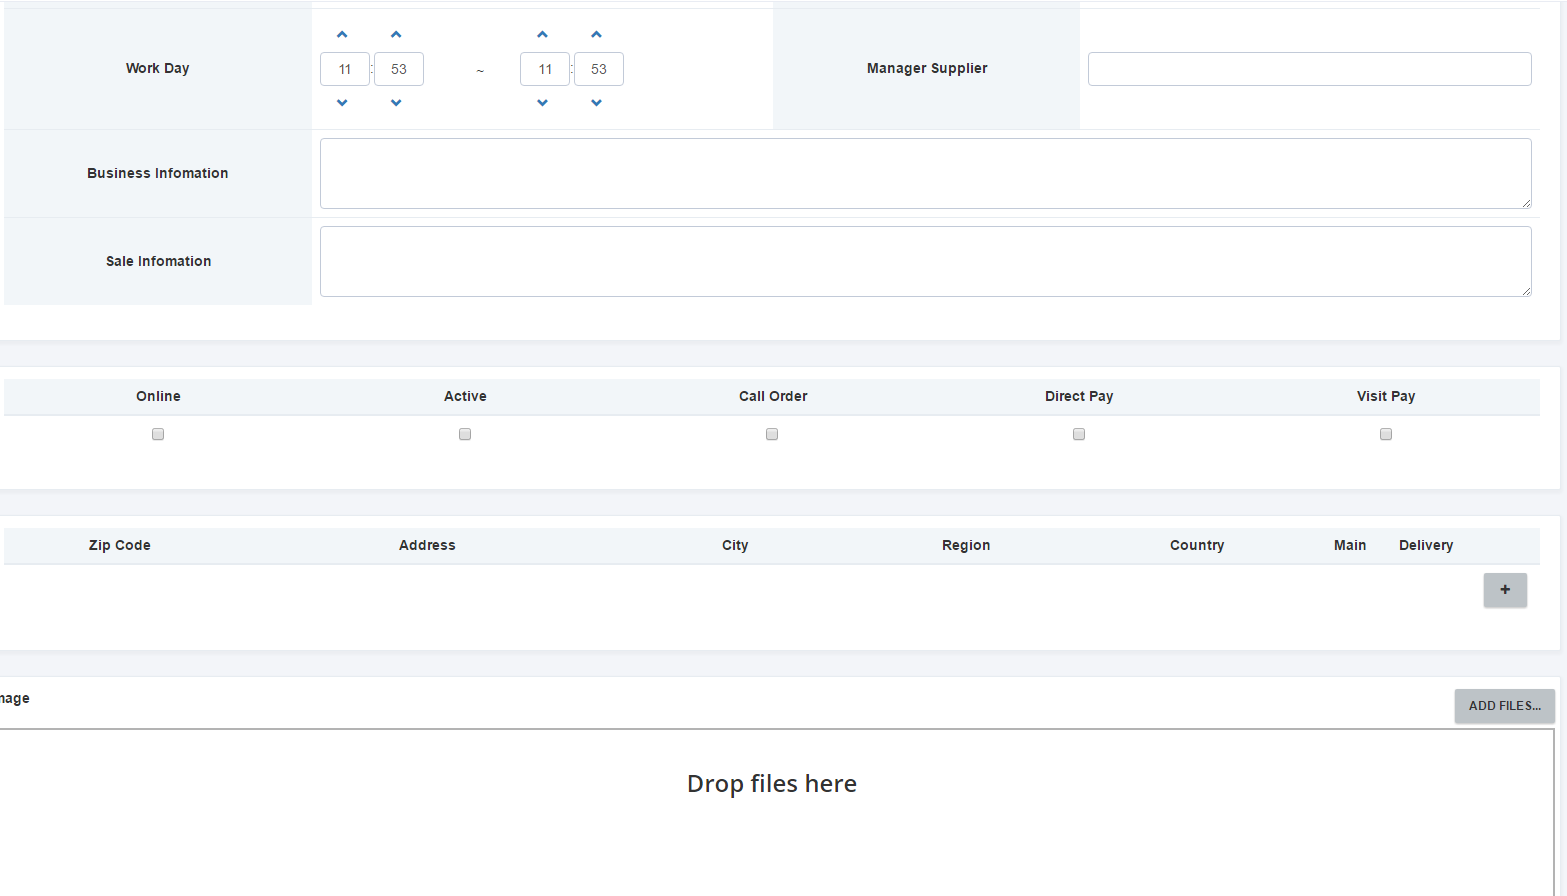 Work Day 11 : 53 ~ 11 : 53 Manager Supplier
Business Infomation
Sale Infomation
Online Active Call Order Direct Pay Visit Pay
Zip Code Address City Region Country Main Delivery
+
mage ADD FILES...
Drop files here